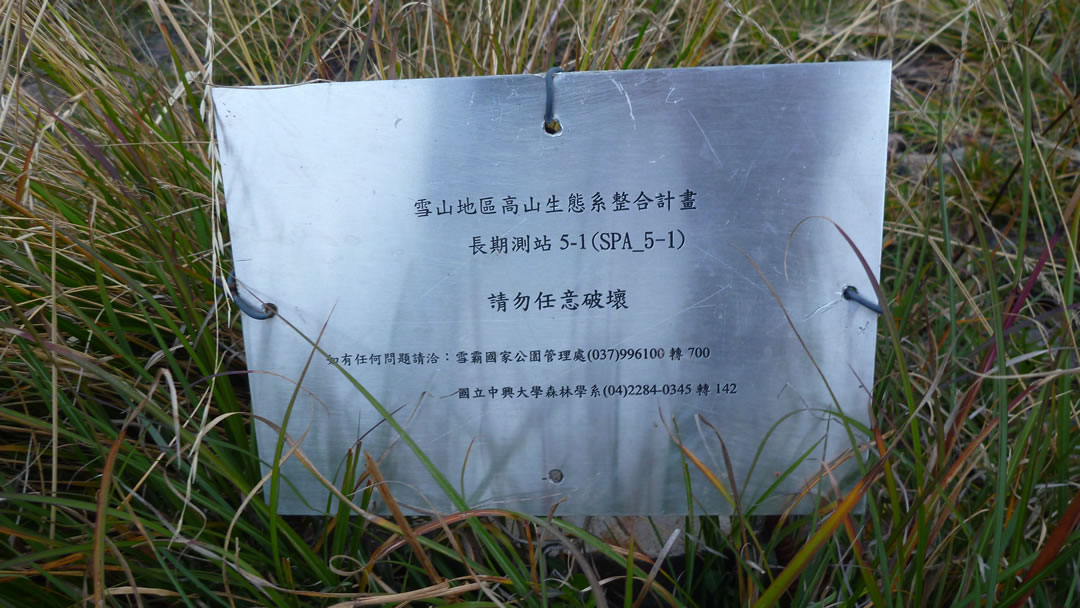 雪山地區高山生態系整合計畫
長期測站 5-1(SPA_5-1)
請勿任意破壞
如有任何問題請洽：雪霸國家公園管理處(037)996100 轉 700
國立中興大學森林學系(04)2284-0345 轉 142